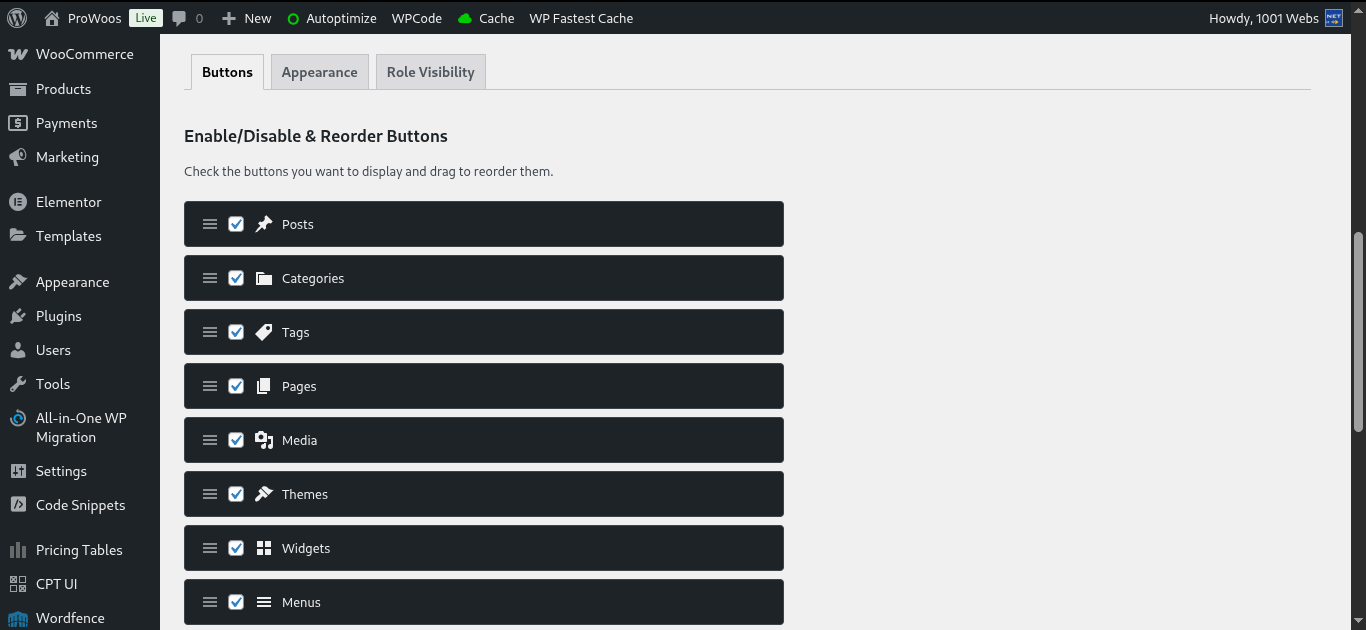 ProWoos Live 0 New Autoptimize WPCode Cache WP Fastest Cache Howdy, 1001 Webs
WooCommerce
Products
Payments
Marketing
Elementor
Templates
Appearance
Plugins
Users
Tools
All-in-One WP
Migration
Settings
Code Snippets
Pricing Tables
CPT UI
Wordfence
Buttons Appearance Role Visibility
Enable/Disable & Reorder Buttons
Check the buttons you want to display and drag to reorder them.
Posts
Categories
Tags
Pages
Media
Themes
Widgets
Menus